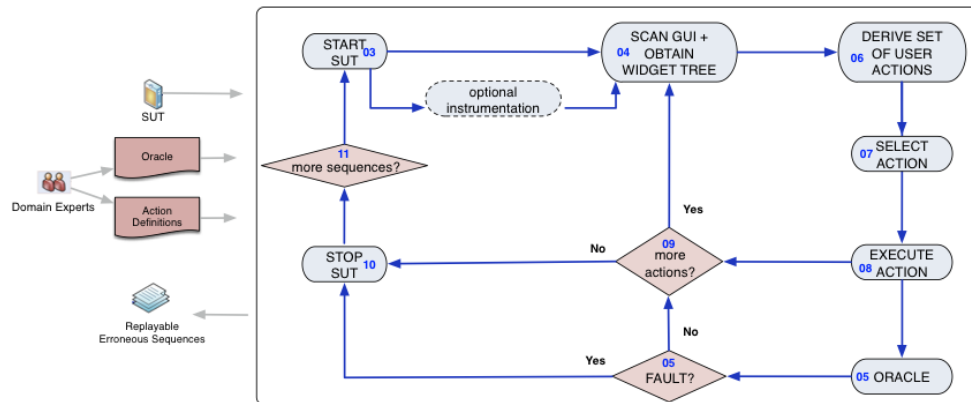 START
SUT 03
optional
instrumentation
04 SCAN GUI +
OBTAIN
WIDGET TREE
DERIVE SET
06 OF USER
ACTIONS
07 SELECT
ACTION
EXECUTE
08 ACTION
05 ORACLE
05
FAULT?
Yes
No
09
more
actions?
Yes
No
STOP
SUT 10
11
more sequences?
SUT
Oracle
Domain Experts
Action
Definitions
Replayable
Erroneous Sequences